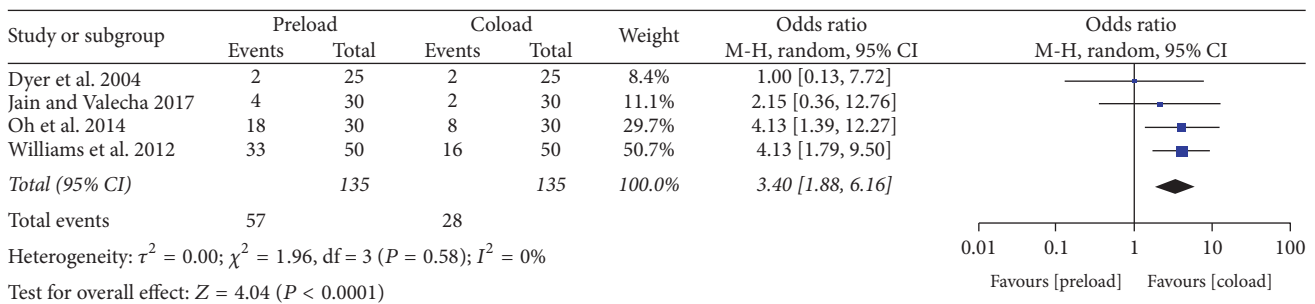 Study or subgroup Preload Coload Weight Odds ratio Odds ratio
Events Total Events Total M-H, random, 95% CI M-H, random, 95% CI
Dyer et al. 2004 2 25 2 25 8.4% 1.00 [0.13, 7.72]
Jain and Valecha 2017 4 30 2 30 11.1% 2.15 [0.36, 12.76]
Oh et al. 2014 18 30 8 30 29.7% 4.13 [1.39, 12.27]
Williams et al. 2012 33 50 16 50 50.7% 4.13 [1.79, 9.50]
Total (95% CI) 135 135 100.0% 3.40 [1.88, 6.16]
Total events 57 28
Heterogeneity: τ² = 0.00; χ² = 1.96, df = 3 (P = 0.58); I² = 0%
Test for overall effect: Z = 4.04 (P < 0.0001)
0.01 0.1 1 10 100
Favours [preload] Favours [coload]